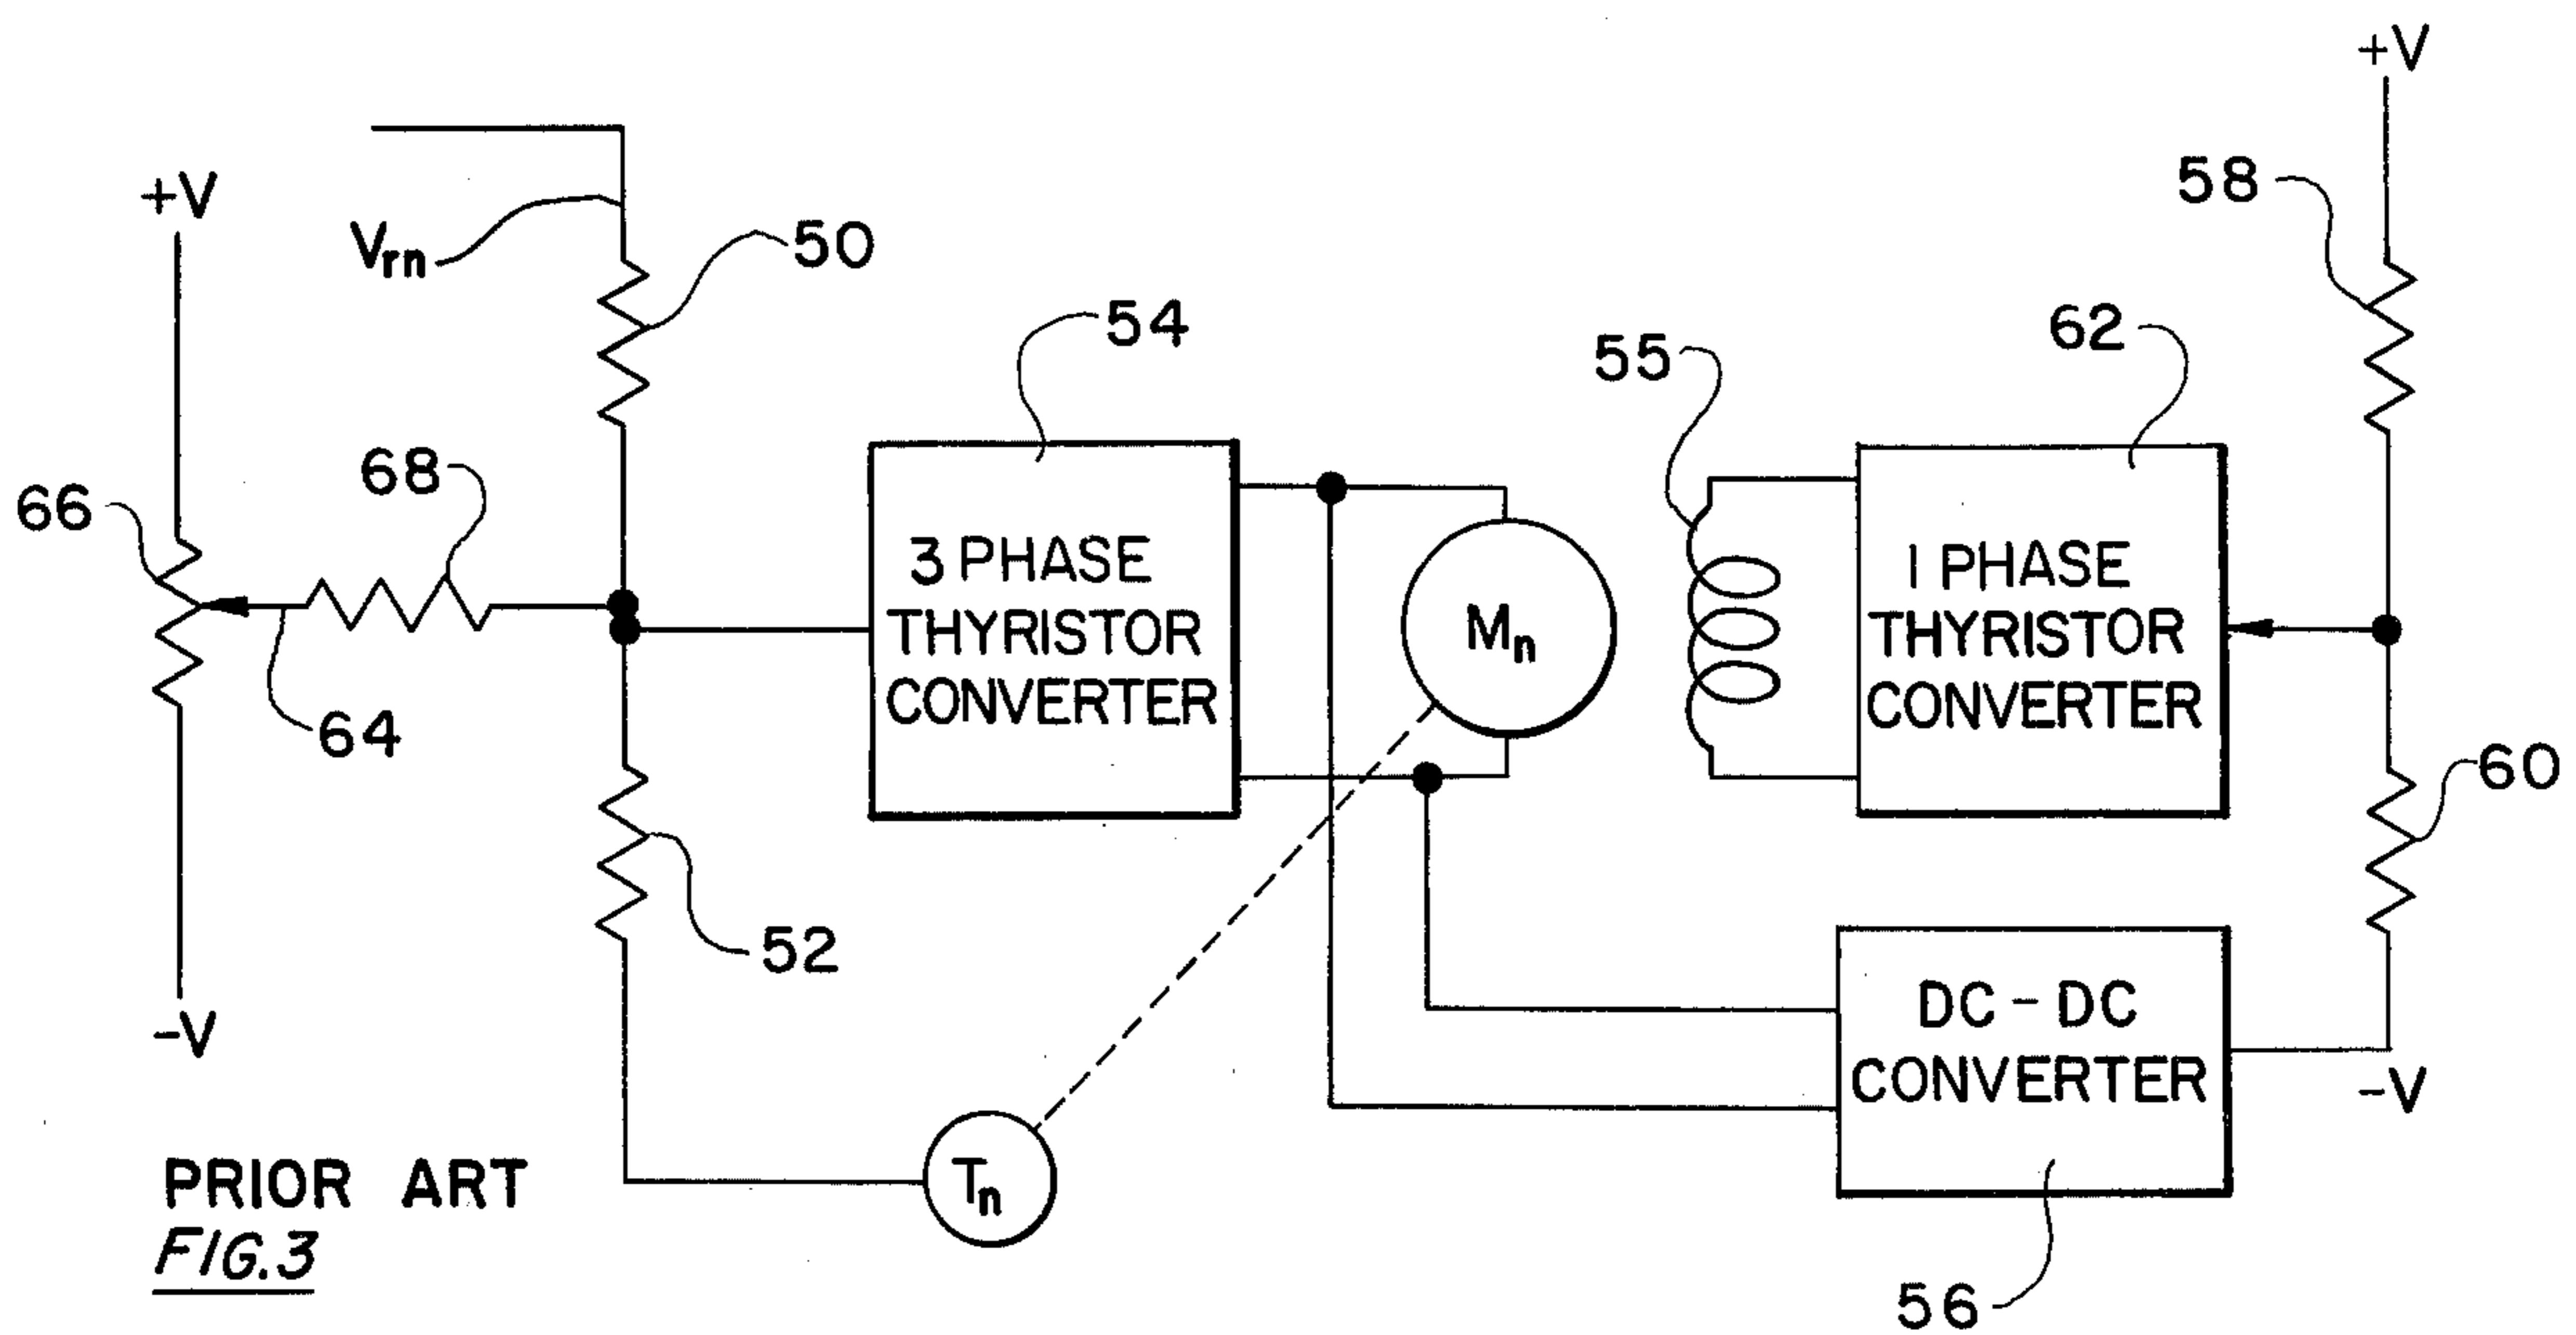 +V
+V
58
Vrn
50
54
62
55
68
66
3 PHASE
THYRISTOR
CONVERTER
Mn
1 PHASE
THYRISTOR
CONVERTER
64
60
52
DC - DC
CONVERTER
-V
-V
Tn
PRIOR ART
FIG.3
56